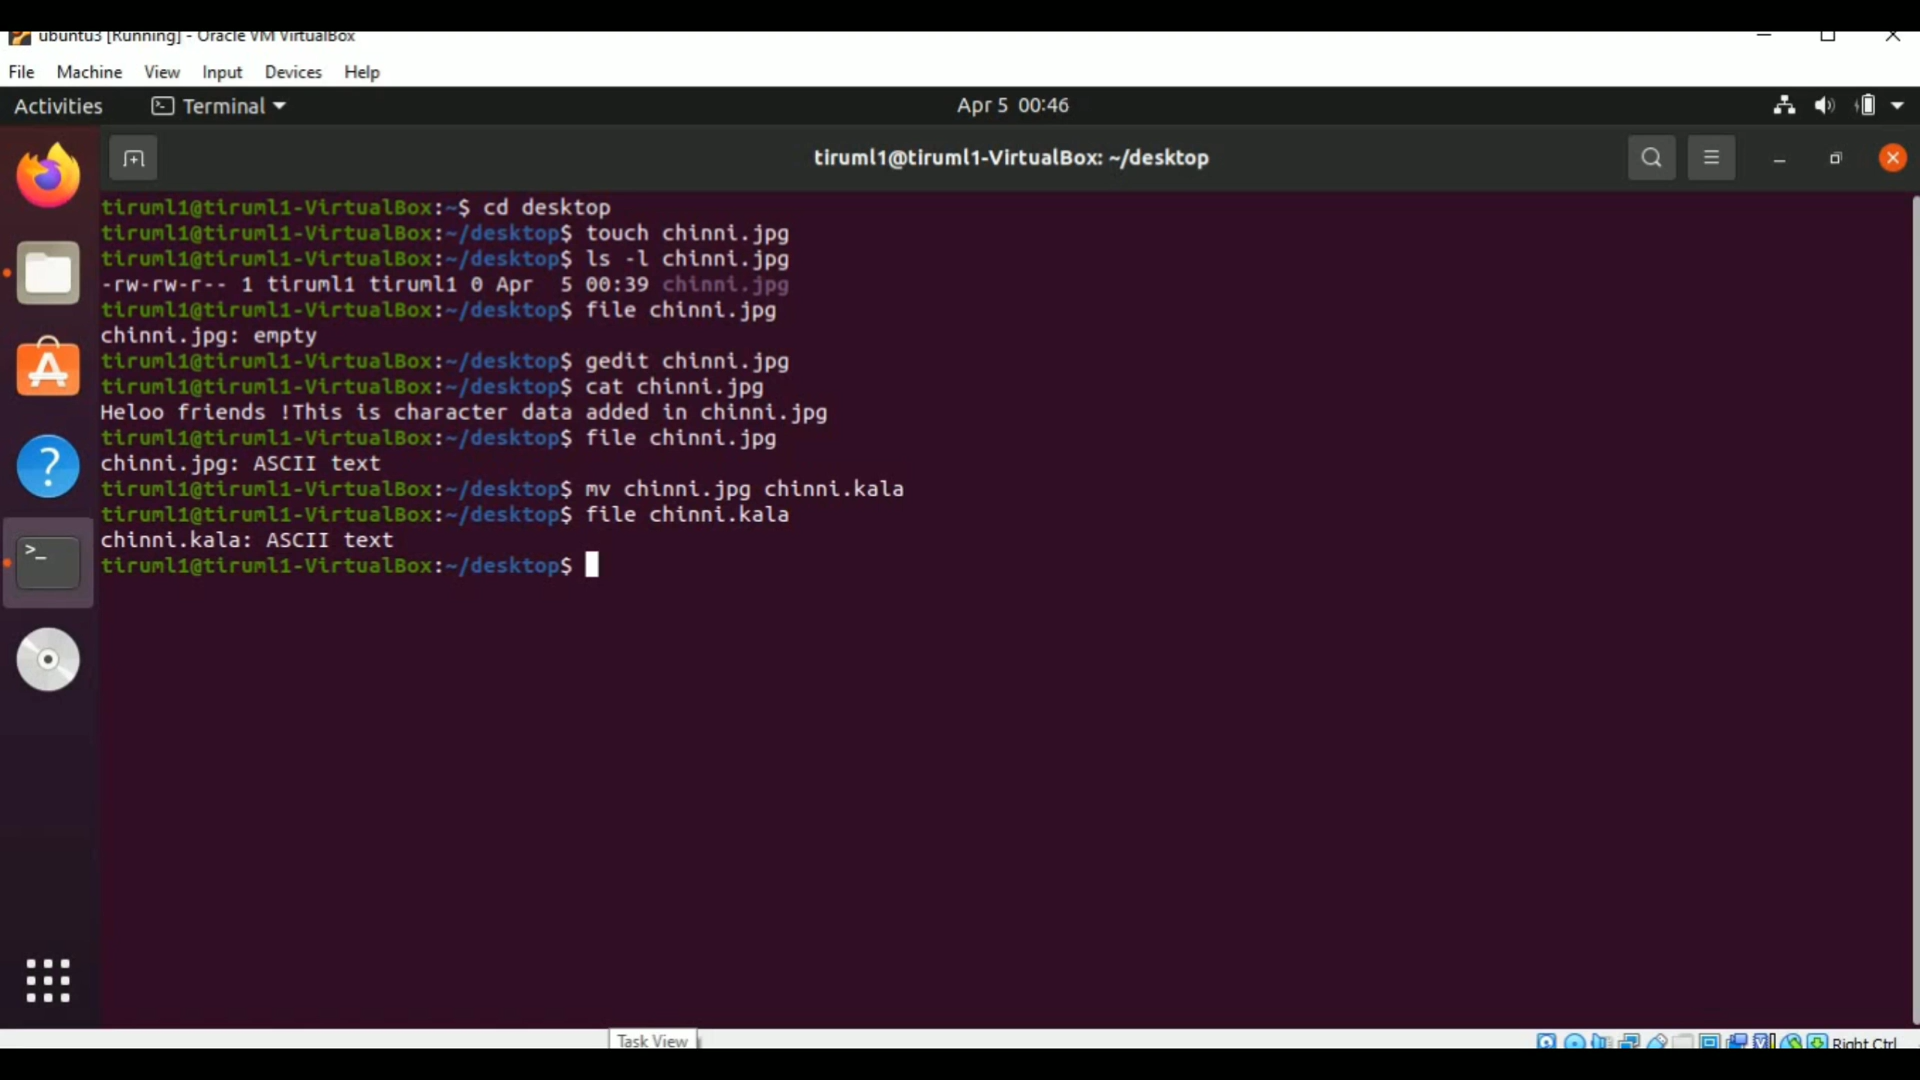 ubuntu3 [Running] - Oracle VM VirtualBox
File Machine View Input Devices Help
Activities Terminal Apr 5 00:46
tiruml1@tiruml1-VirtualBox: ~/desktop
tiruml1@tiruml1-VirtualBox:~$ cd desktop
tiruml1@tiruml1-VirtualBox:~/desktop$ touch chinni.jpg
tiruml1@tiruml1-VirtualBox:~/desktop$ ls -l chinni.jpg
-rw-rw-r-- 1 tiruml1 tiruml1 0 Apr  5 00:39 chinni.jpg
tiruml1@tiruml1-VirtualBox:~/desktop$ file chinni.jpg
chinni.jpg: empty
tiruml1@tiruml1-VirtualBox:~/desktop$ gedit chinni.jpg
tiruml1@tiruml1-VirtualBox:~/desktop$ cat chinni.jpg
Heloo friends !This is character data added in chinni.jpg
tiruml1@tiruml1-VirtualBox:~/desktop$ file chinni.jpg
chinni.jpg: ASCII text
tiruml1@tiruml1-VirtualBox:~/desktop$ mv chinni.jpg chinni.kala
tiruml1@tiruml1-VirtualBox:~/desktop$ file chinni.kala
chinni.kala: ASCII text
tiruml1@tiruml1-VirtualBox:~/desktop$
Task View
Right Ctrl